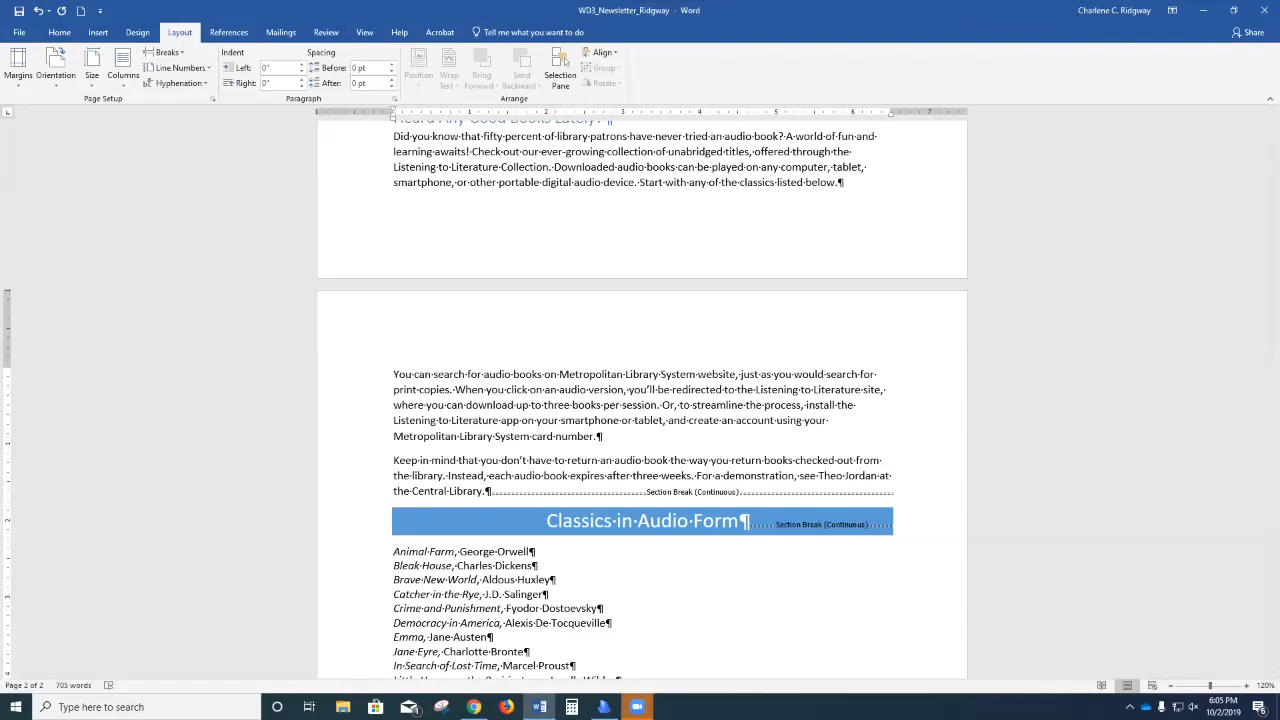 WD3_Newsletter_Ridgway - Word
Charlene C. Ridgway
File Home Insert Design Layout References Mailings Review View Help Acrobat Tell me what you want to do Share
Breaks Indent Spacing Align
Line Numbers Left: 0" Before: 0 pt Group
Margins Orientation Size Columns Hyphenation Right: 0" After: 0 pt Position Wrap Text Bring Forward Send Backward Selection Pane Rotate
Page Setup Paragraph Arrange
1 1 2 3 4 5 6 7
Heard·Any·Good·Books·Lately?·¶
Did·you·know·that·fifty·percent·of·library·patrons·have·never·tried·an·audio·book?·A·world·of·fun·and·
learning·awaits!·Check·out·our·ever-growing·collection·of·unabridged·titles,·offered·through·the·
Listening·to·Literature·Collection.·Downloaded·audio·books·can·be·played·on·any·computer,·tablet,·
smartphone,·or·other·portable·digital·audio·device.·Start·with·any·of·the·classics·listed·below.¶
You·can·search·for·audio·books·on·Metropolitan·Library·System·website,·just·as·you·would·search·for·
print·copies.·When·you·click·on·an·audio·version,·you'll·be·redirected·to·the·Listening·to·Literature·site,·
where·you·can·download·up·to·three·books·per·session.·Or,·to·streamline·the·process,·install·the·
Listening·to·Literature·app·on·your·smartphone·or·tablet,·and·create·an·account·using·your·
Metropolitan·Library·System·card·number.¶
Keep·in·mind·that·you·don't·have·to·return·an·audio·book·the·way·you·return·books·checked·out·from·
the·library.·Instead,·each·audio·book·expires·after·three·weeks.·For·a·demonstration,·see·Theo·Jordan·at·
the·Central·Library.¶ Section Break (Continuous)
Classics·in·Audio·Form¶ Section Break (Continuous)
Animal·Farm,·George·Orwell¶
Bleak·House,·Charles·Dickens¶
Brave·New·World,·Aldous·Huxley¶
Catcher·in·the·Rye,·J.D.·Salinger¶
Crime·and·Punishment,·Fyodor·Dostoevsky¶
Democracy·in·America,·Alexis·De·Tocqueville¶
Emma,·Jane·Austen¶
Jane·Eyre,·Charlotte·Bronte¶
In·Search·of·Lost·Time,·Marcel·Proust¶
Page 2 of 2 705 words 120%
Type here to search
6:05 PM
10/2/2019